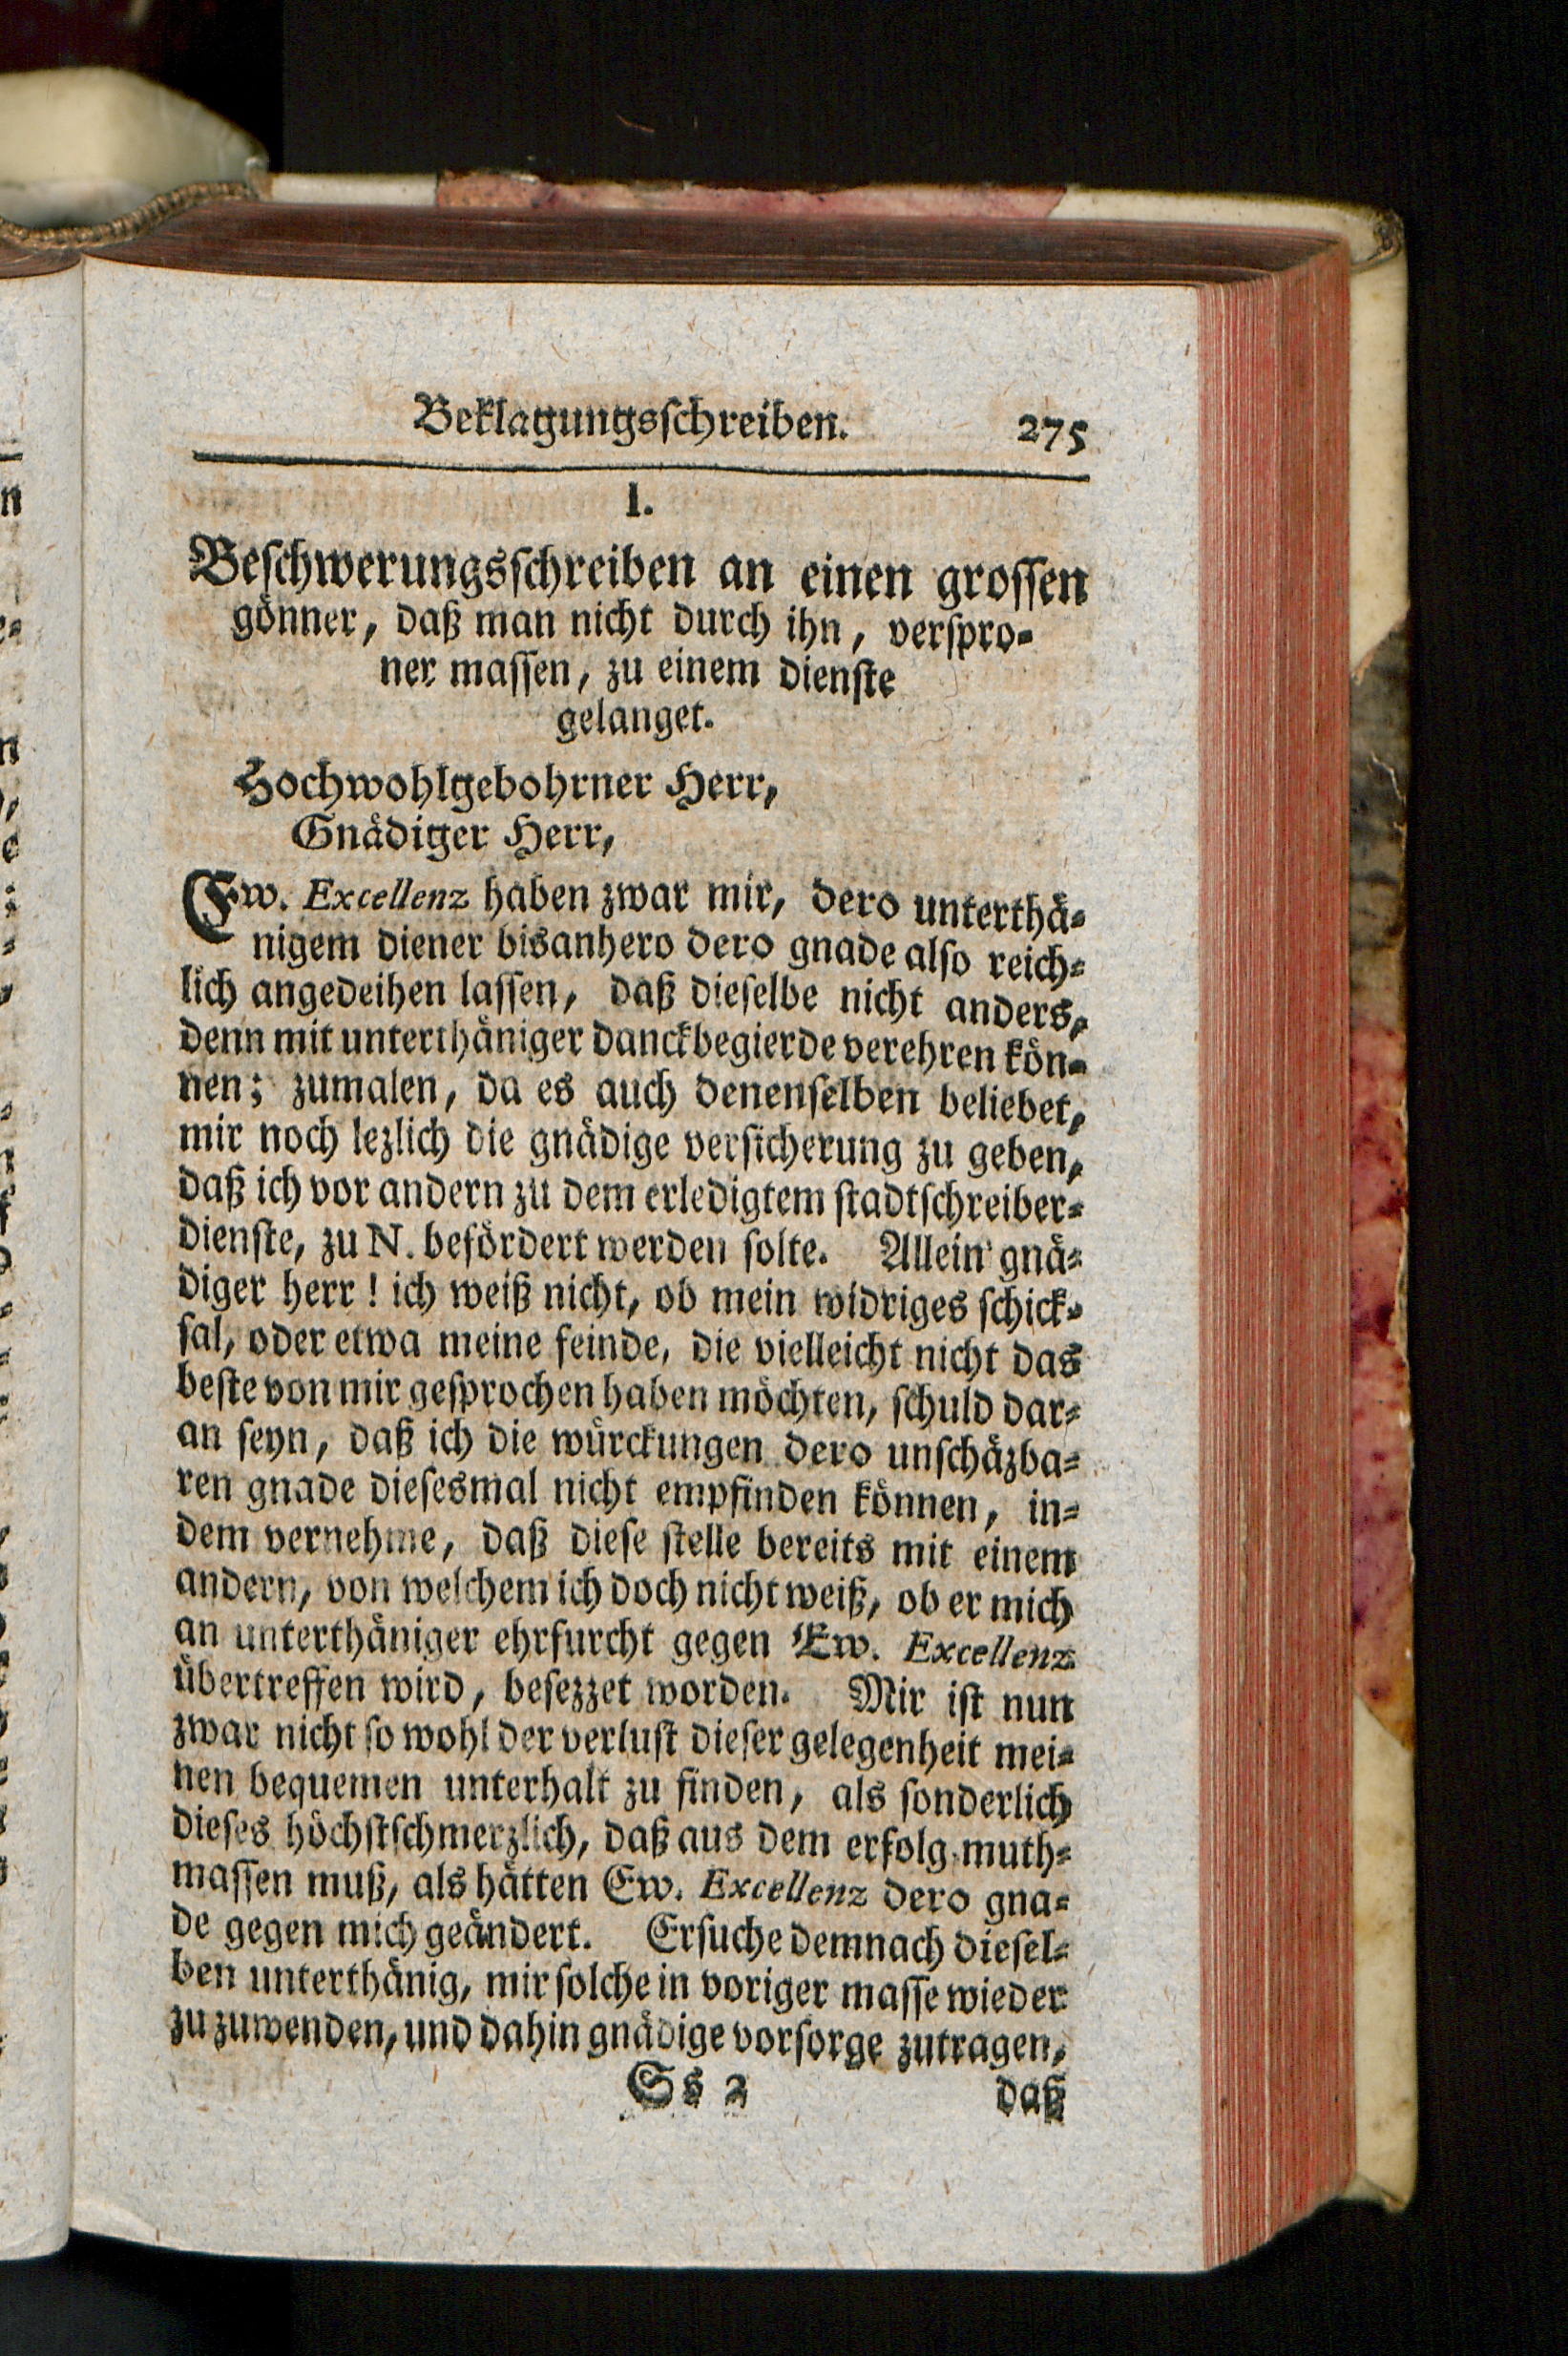 Beklagungsschreiben. 275
I.
Beschwerungsschreiben an einen grossen
gönner, daß man nicht durch ihn, verspro-
ner massen, zu einem dienste
gelanget.
Hochwohlgebohrner Herr,
Gnädiger Herr,
Ew. Excellenz haben zwar mir, dero unterthä-
nigem diener bisanhero dero gnade also reich-
lich angedeihen lassen, daß dieselbe nicht anders,
denn mit unterthäniger danckbegierde verehren kön-
nen; zumalen, da es auch denenselben beliebet,
mir noch lezlich die gnädige versicherung zu geben,
daß ich vor andern zu dem erledigtem stadtschreiber-
dienste, zu N. befördert werden solte. Allein gnä-
diger herr! ich weiß nicht, ob mein widriges schick-
sal, oder etwa meine feinde, die vielleicht nicht das
beste von mir gesprochen haben möchten, schuld dar-
an seyn, daß ich die würckungen dero unschäzba-
ren gnade diesesmal nicht empfinden können, in-
dem vernehme, daß diese stelle bereits mit einem
andern, von welchem ich doch nicht weiß, ob er mich
an unterthäniger ehrfurcht gegen Ew. Excellenz
übertreffen wird, besezzet worden. Mir ist nun
zwar nicht so wohl der verlust dieser gelegenheit mei-
nen bequemen unterhalt zu finden, als sonderlich
dieses höchstschmerzlich, daß aus dem erfolg muth-
massen muß, als hätten Ew. Excellenz dero gna-
de gegen mich geändert. Ersuche demnach diesel-
ben unterthänig, mir solche in voriger masse wieder
zu zuwenden, und dahin gnädige vorsorge zutragen,
Ss 2 daß